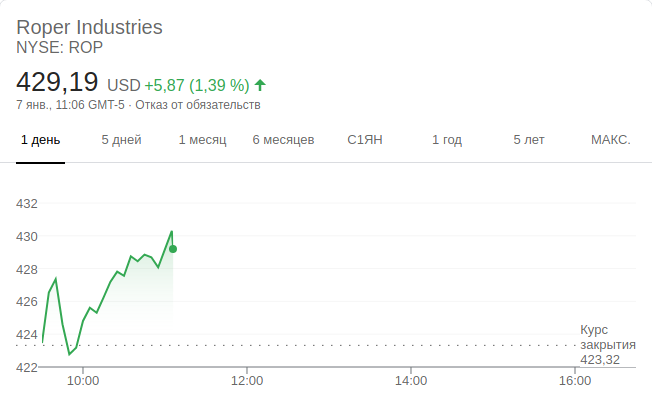 Roper Industries
NYSE: ROP
429,19 USD +5,87 (1,39 %)
7 янв., 11:06 GMT-5 · Отказ от обязательств
1 день 5 дней 1 месяц 6 месяцев С1ЯН 1 год 5 лет МАКС.
432
430
428
426
424
422
Курс
закрытия
423,32
10:00 12:00 14:00 16:00